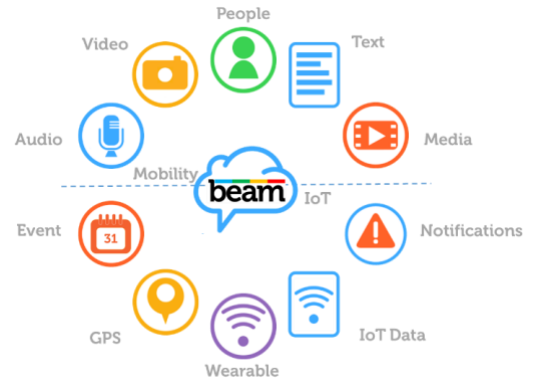 People
Video
Text
Audio
Media
Mobility
beam
IoT
Event
31
Notifications
GPS
IoT Data
Wearable